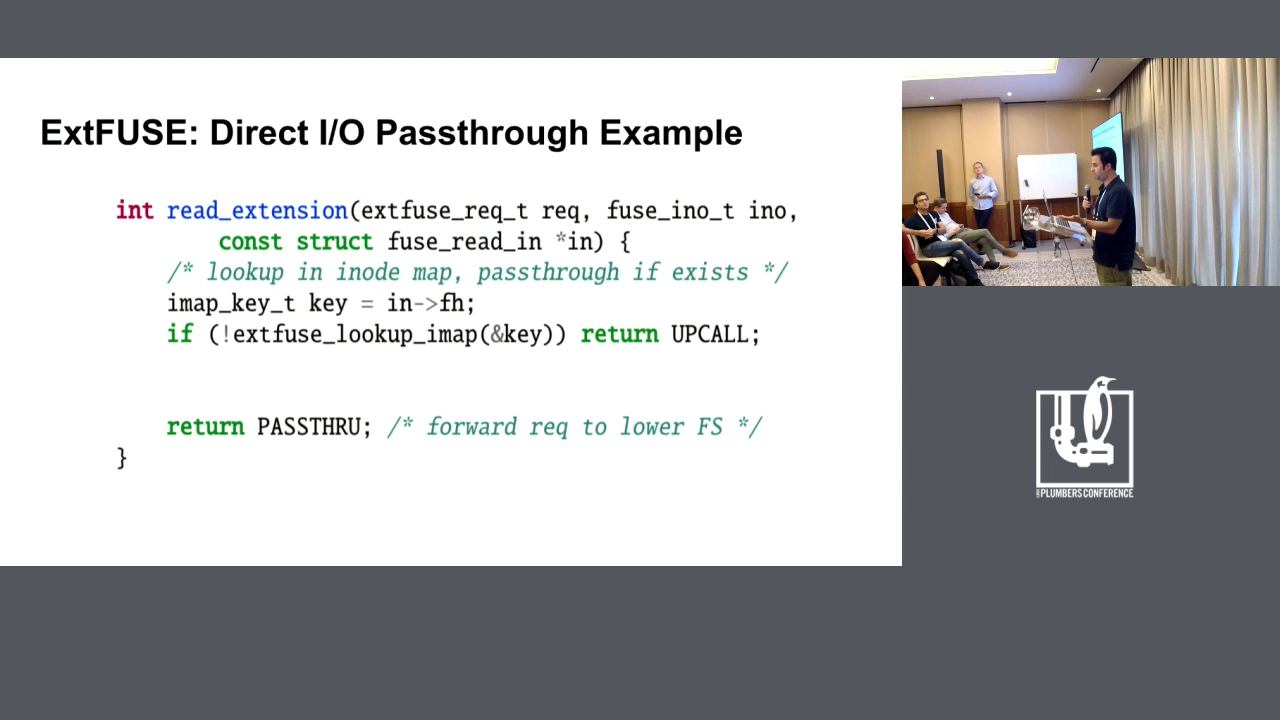 ExtFUSE: Direct I/O Passthrough Example
int read_extension(extfuse_req_t req, fuse_ino_t ino,
const struct fuse_read_in *in) {
/* lookup in inode map, passthrough if exists */
imap_key_t key = in->fh;
if (!extfuse_lookup_imap(&key)) return UPCALL;
return PASSTHRU; /* forward req to lower FS */
}
PLUMBERS CONFERENCE